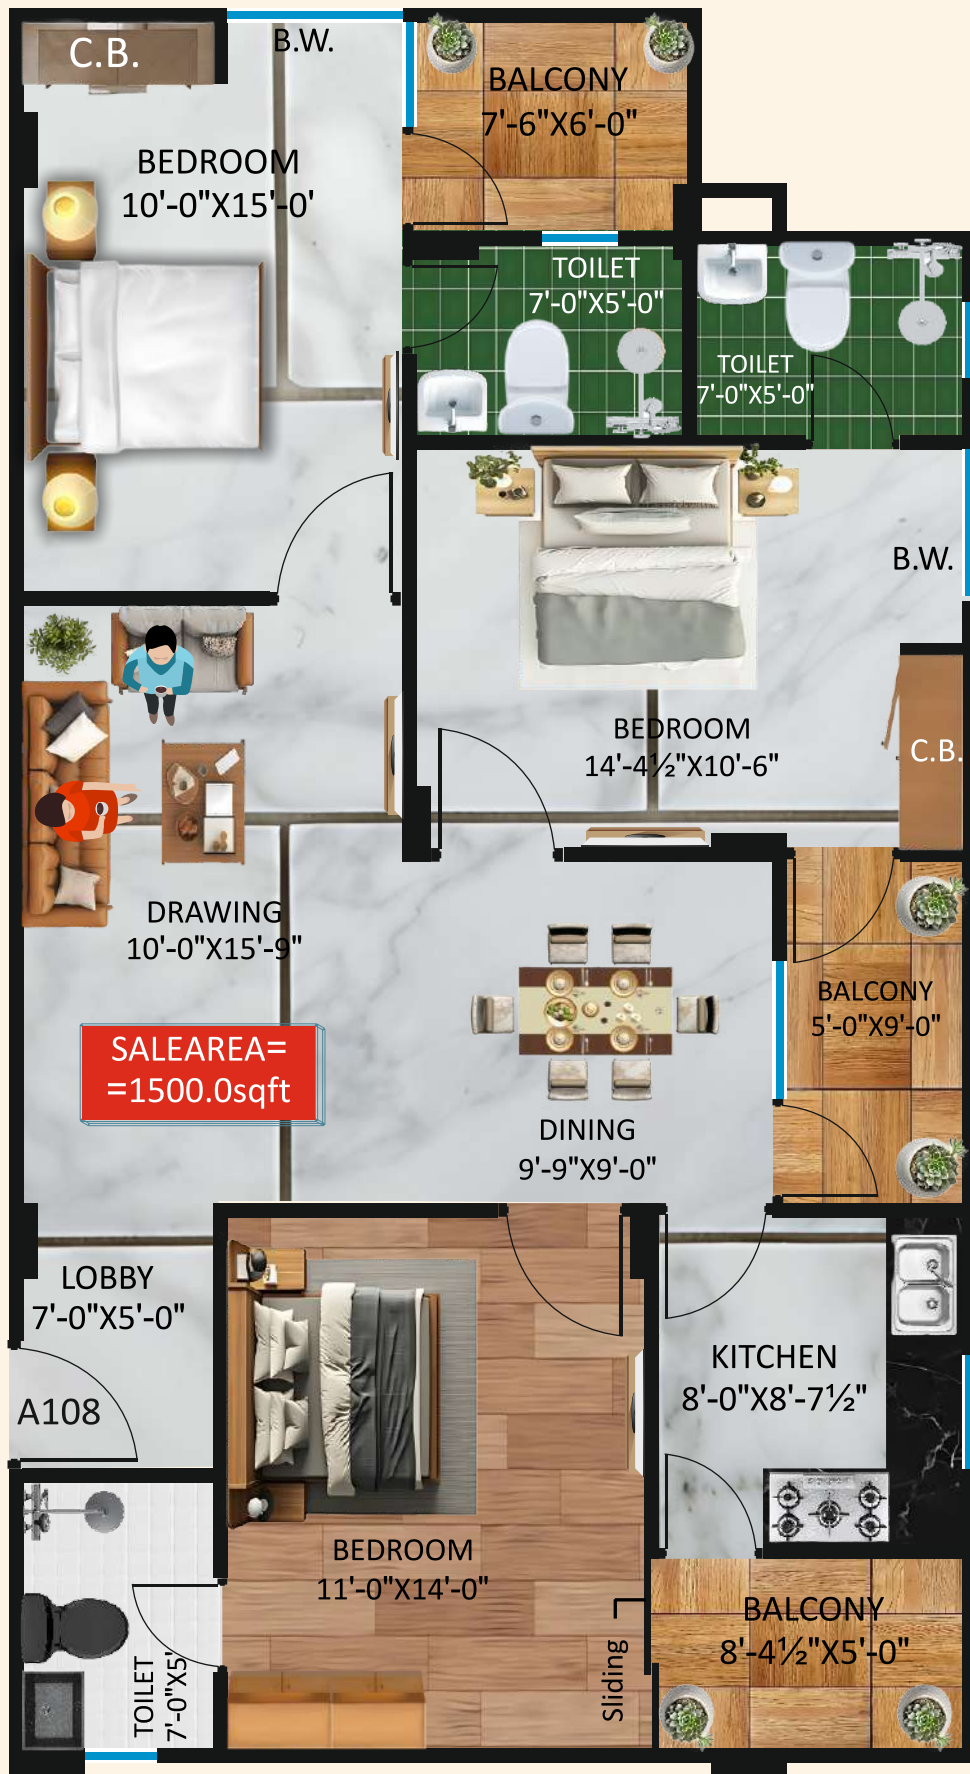 C.B.
B.W.
BALCONY
7'-6"X6'-0"
BEDROOM
10'-0"X15'-0'
TOILET
7'-0"X5'-0"
TOILET
7'-0"X5'-0"
B.W.
BEDROOM
14'-4½"X10'-6"
C.B.
DRAWING
10'-0"X15'-9"
BALCONY
5'-0"X9'-0"
SALEAREA=
=1500.0sqft
DINING
9'-9"X9'-0"
LOBBY
7'-0"X5'-0"
KITCHEN
8'-0"X8'-7½"
A108
BEDROOM
11'-0"X14'-0"
BALCONY
8'-4½"X5'-0"
Sliding
TOILET
7'-0"X5'